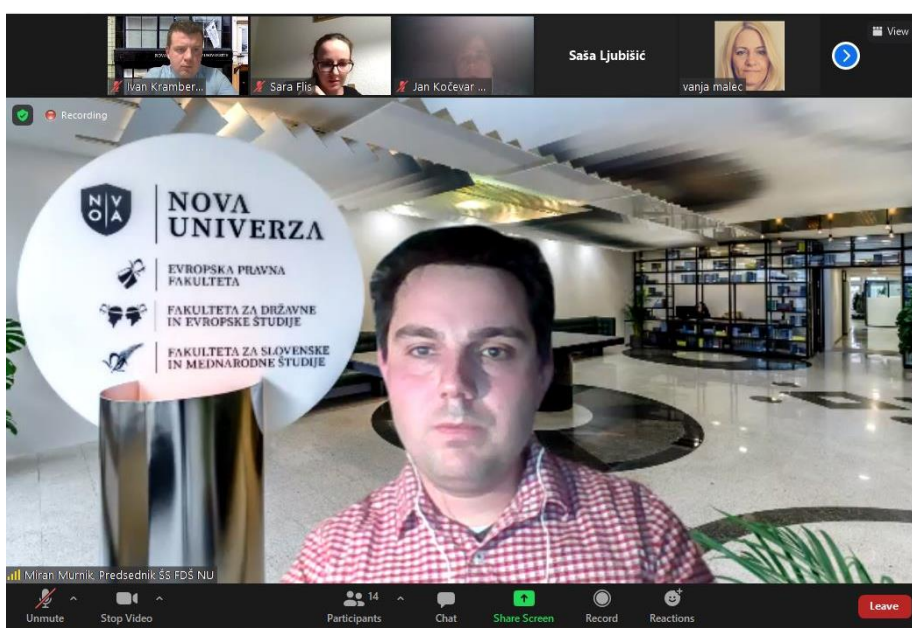 Ivan Kramber...
Sara Flis
Jan Kočevar ...
Saša Ljubišić
vanja malec
View
Recording
N V
O A
NOVA
UNIVERZA
EVROPSKA PRAVNA
FAKULTETA
FAKULTETA ZA DRŽAVNE
IN EVROPSKE ŠTUDIJE
FAKULTETA ZA SLOVENSKE
IN MEDNARODNE ŠTUDIJE
Miran Murnik, Predsednik ŠS FDŠ NU
Unmute
Stop Video
14
Participants
Chat
Share Screen
Record
Reactions
Leave